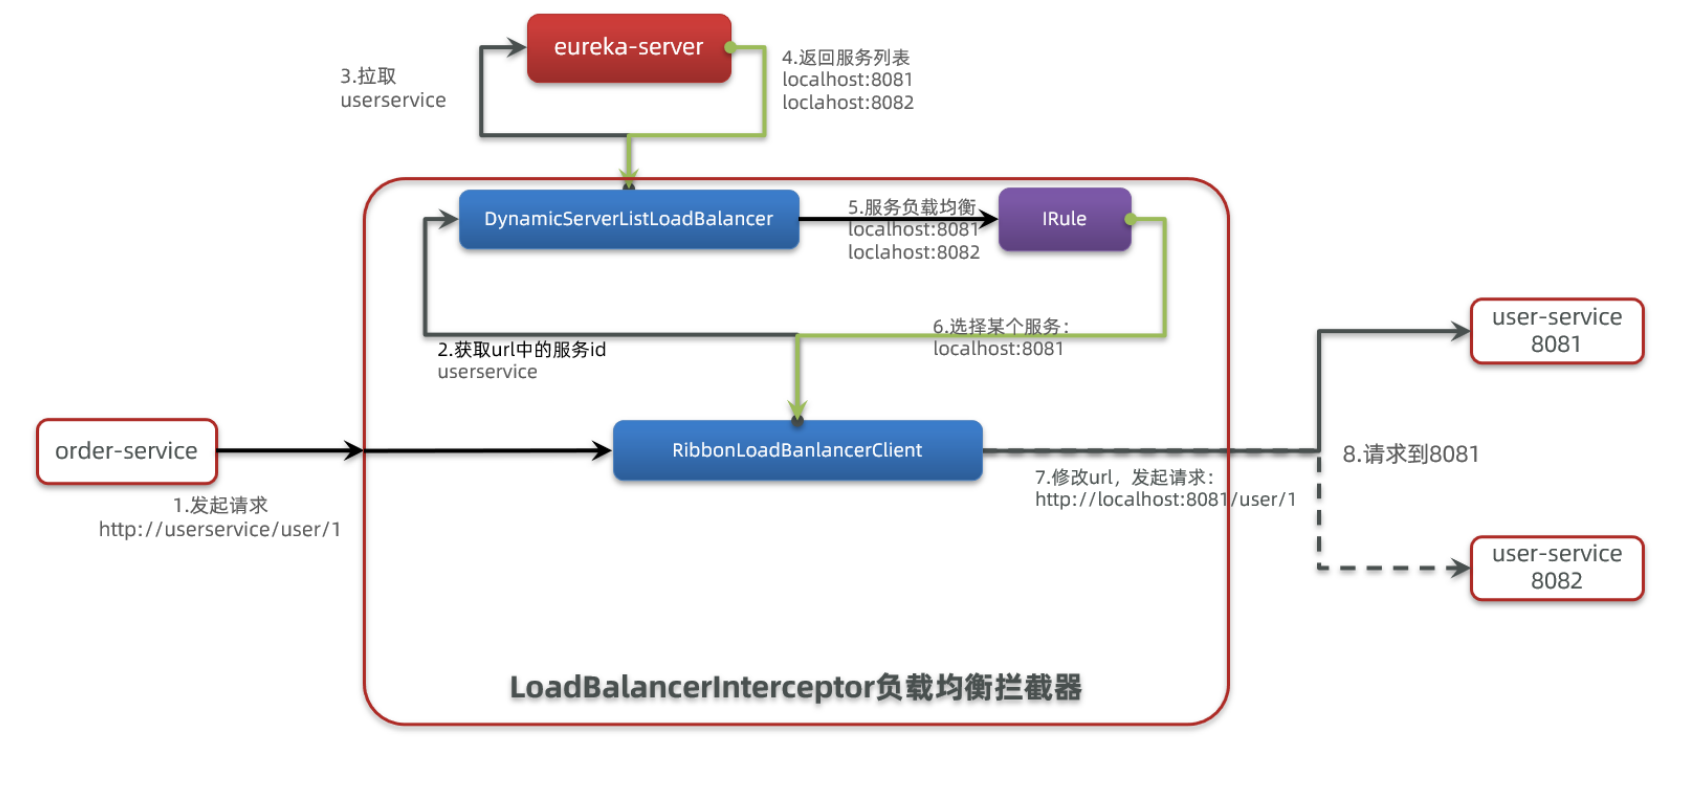 eureka-server
3.拉取
userservice
4.返回服务列表
localhost:8081
loclahost:8082
DynamicServerListLoadBalancer
5.服务负载均衡
localhost:8081
loclahost:8082
IRule
6.选择某个服务：
localhost:8081
2.获取url中的服务id
userservice
user-service
8081
order-service
1.发起请求
http://userservice/user/1
RibbonLoadBanlancerClient
7.修改url，发起请求：
http://localhost:8081/user/1
8.请求到8081
user-service
8082
LoadBalancerInterceptor负载均衡拦截器